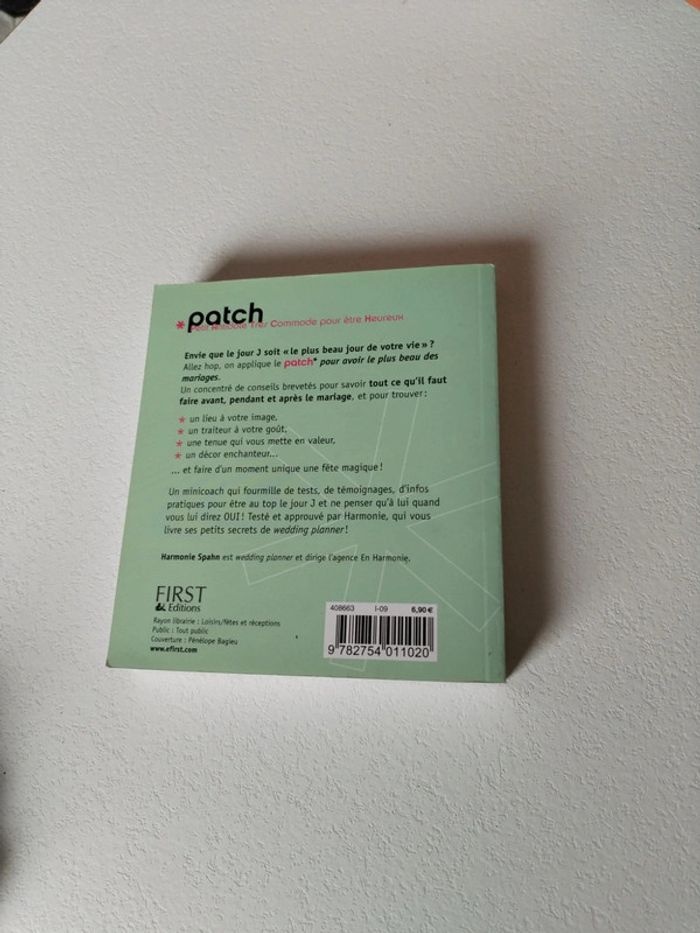 patch
* Petit Antidote Très Commode pour être Heureux
Envie que le jour J soit « le plus beau jour de votre vie » ?
Allez hop, on applique le patch* pour avoir le plus beau des
mariages.
Un concentré de conseils brevetés pour savoir tout ce qu'il faut
faire avant, pendant et après le mariage, et pour trouver :
* un lieu à votre image,
* un traiteur à votre goût,
* une tenue qui vous mette en valeur,
* un décor enchanteur...
... et faire d'un moment unique une fête magique !
Un minicoach qui fourmille de tests, de témoignages, d'infos
pratiques pour être au top le jour J et ne penser qu'à lui quand
vous lui direz OUI ! Testé et approuvé par Harmonie, qui vous
livre ses petits secrets de wedding planner !
Harmonie Spahn est wedding planner et dirige l'agence En Harmonie.
FIRST
& Editions
Rayon librairie : Loisirs/fêtes et réceptions
Public : Tout public
Couverture : Pénélope Bagieu
www.efirst.com
408663 I-09 6,90 €
9 782754 011020